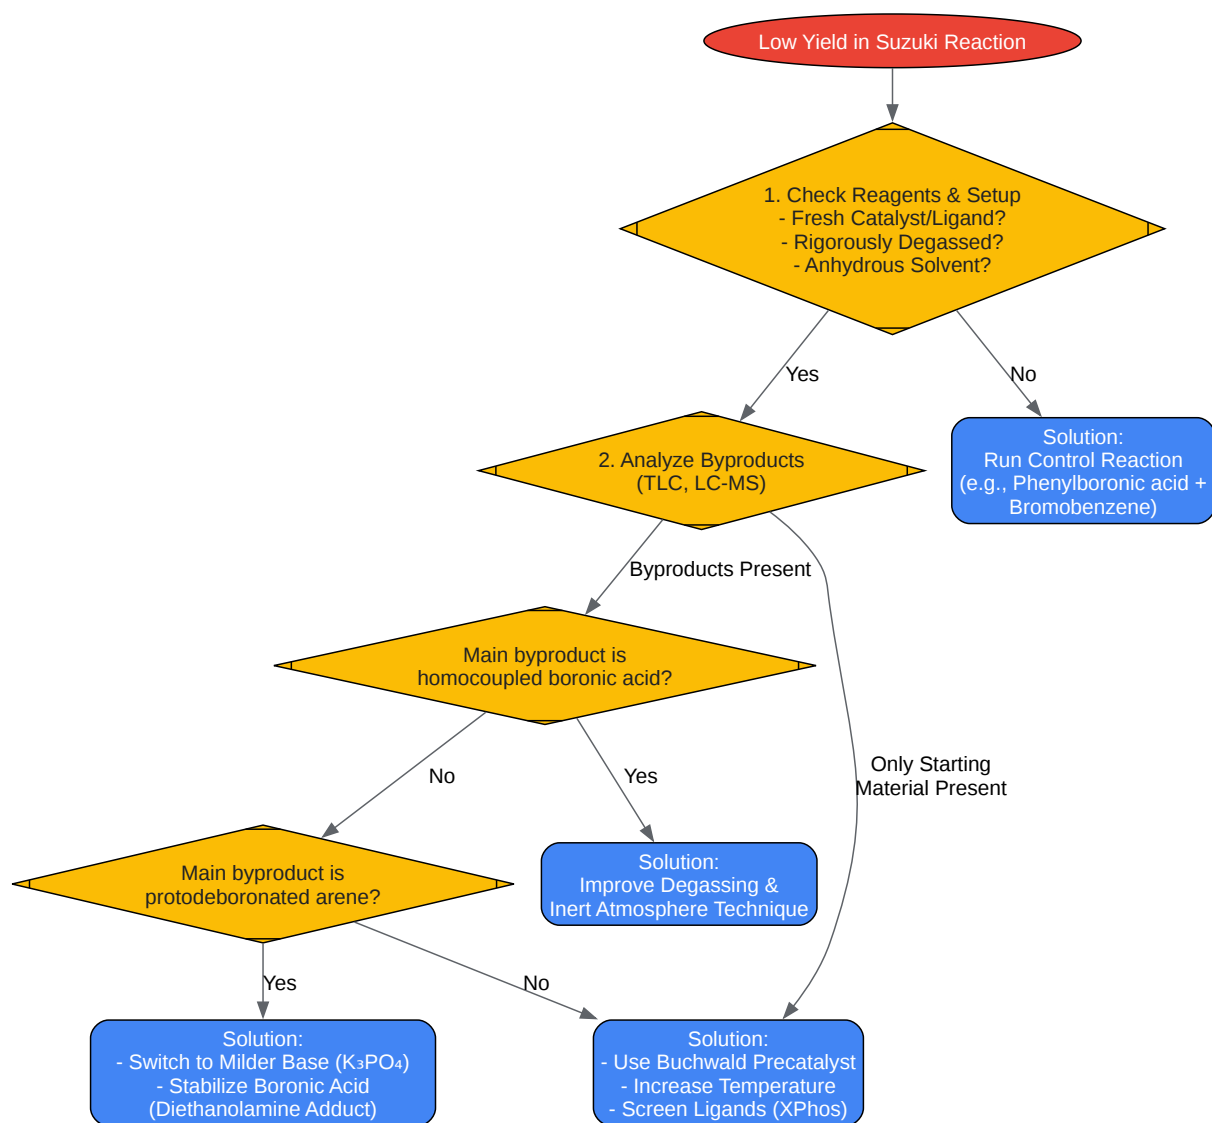 Low Yield in Suzuki Reaction
1. Check Reagents & Setup
- Fresh Catalyst/Ligand?
- Rigorously Degassed?
- Anhydrous Solvent?
Yes
No
2. Analyze Byproducts
(TLC, LC-MS)
Solution:
Run Control Reaction
(e.g., Phenylboronic acid +
Bromobenzene)
Byproducts Present
Main byproduct is
homocoupled boronic acid?
Only Starting
Material Present
No
Yes
Main byproduct is
protodeboronated arene?
Solution:
Improve Degassing &
Inert Atmosphere Technique
Yes
No
Solution:
- Switch to Milder Base (K₃PO₄)
- Stabilize Boronic Acid
(Diethanolamine Adduct)
Solution:
- Use Buchwald Precatalyst
- Increase Temperature
- Screen Ligands (XPhos)